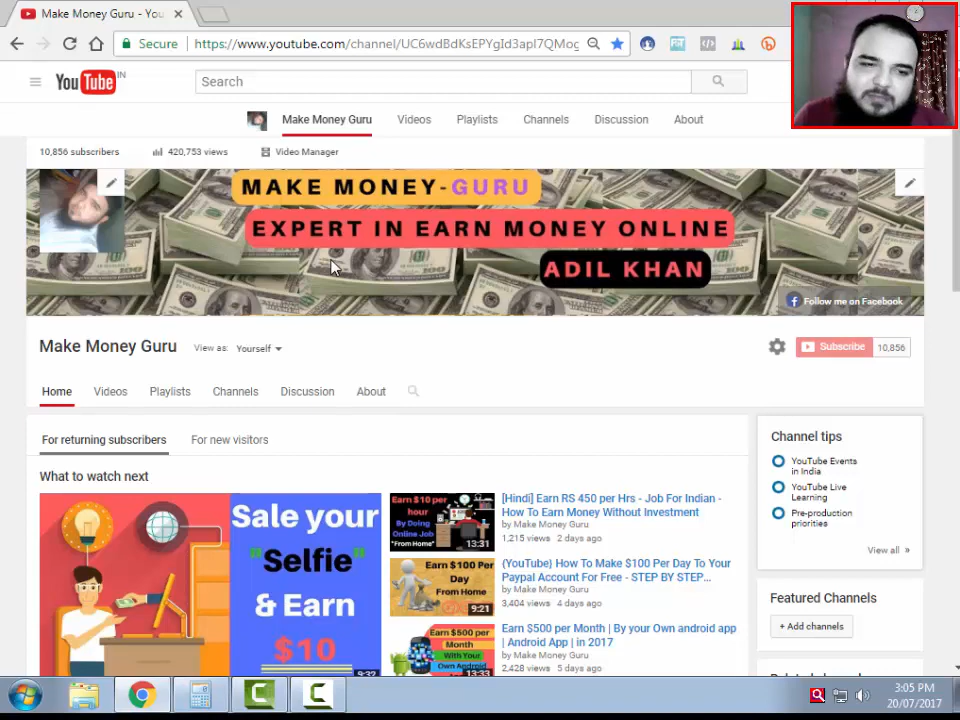 Make Money Guru - You
Secure
https://www.youtube.com/channel/UC6wdBdKsEPYgId3apl7QMog
YouTube IN
Search
Make Money Guru
Videos
Playlists
Channels
Discussion
About
10,856 subscribers
420,753 views
Video Manager
MAKE MONEY-GURU
EXPERT IN EARN MONEY ONLINE
ADIL KHAN
Follow me on Facebook
Make Money Guru
View as: Yourself
Subscribe 10,856
Home
Videos
Playlists
Channels
Discussion
About
For returning subscribers
For new visitors
What to watch next
Sale your
"Selfie"
& Earn
$10
9:32
Earn $10 per
hour
By Doing
Online Job
"From Home"
13:31
[Hindi] Earn RS 450 per Hrs - Job For Indian -
How To Earn Money Without Investment
by Make Money Guru
1,215 views 2 days ago
Earn $100 Per
Day
From Home
9:21
(YouTube) How To Make $100 Per Day To Your
Paypal Account For Free - STEP BY STEP...
by Make Money Guru
3,404 views 4 days ago
Earn $500 per
Month
With Your
Own Android
13:33
Earn $500 per Month | By your Own android app
| Android App | in 2017
by Make Money Guru
2,428 views 5 days ago
Channel tips
YouTube Events
in India
YouTube Live
Learning
Pre-production
priorities
View all »
Featured Channels
+ Add channels
3:05 PM
20/07/2017